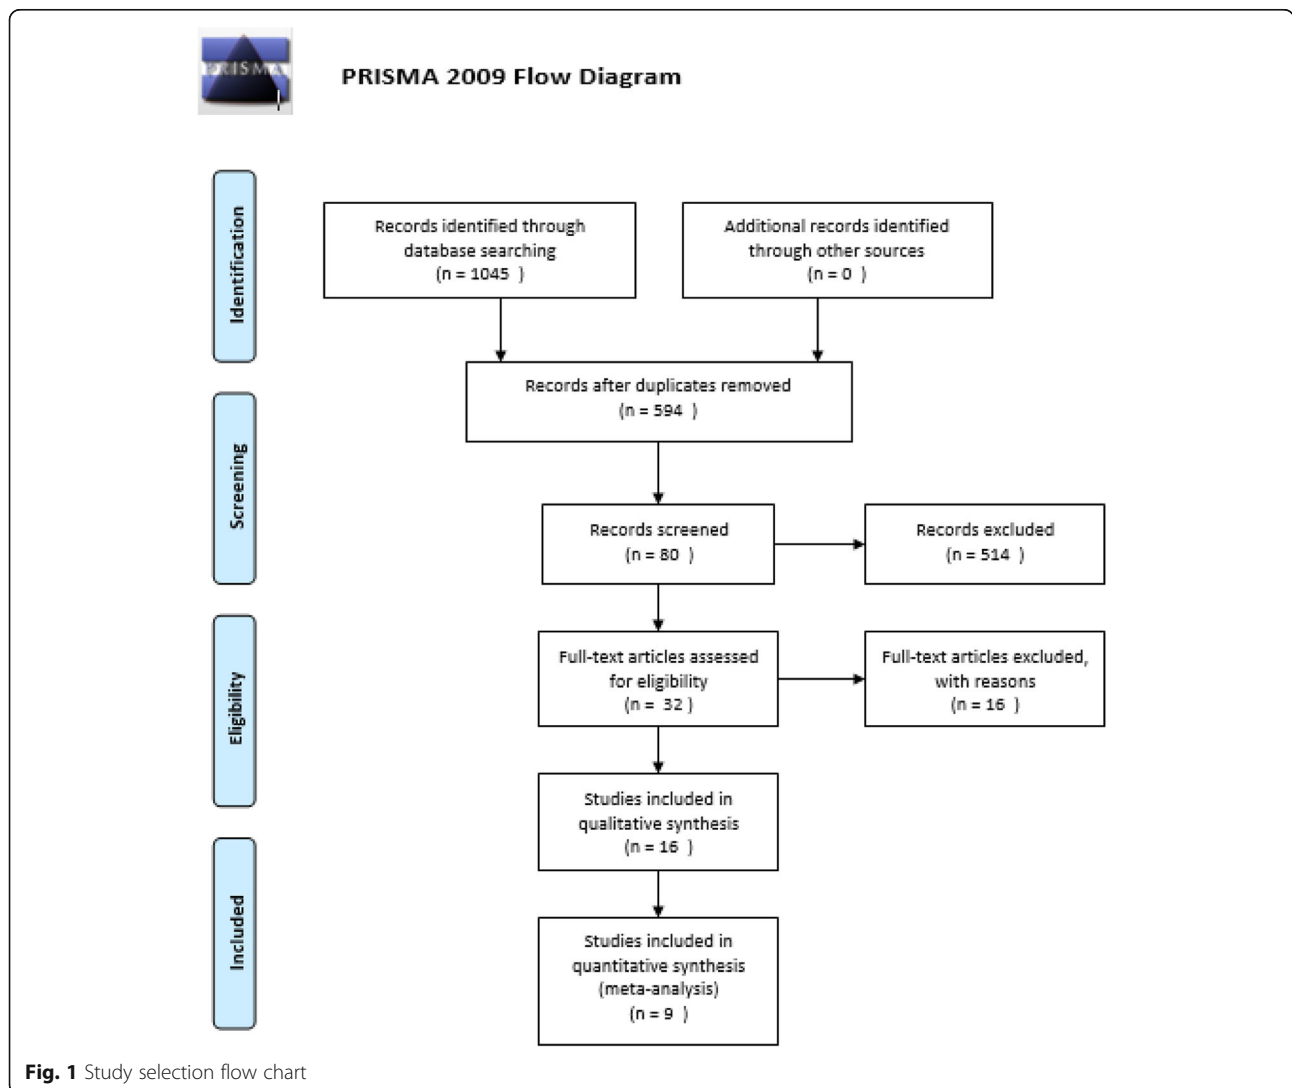 PRISMA
PRISMA 2009 Flow Diagram
Identification
Records identified through
database searching
(n = 1045 )
Additional records identified
through other sources
(n = 0 )
Records after duplicates removed
(n = 594 )
Screening
Records screened
(n = 80 )
Records excluded
(n = 514 )
Eligibility
Full-text articles assessed
for eligibility
(n = 32 )
Full-text articles excluded,
with reasons
(n = 16 )
Studies included in
qualitative synthesis
(n = 16 )
Included
Studies included in
quantitative synthesis
(meta-analysis)
(n = 9 )
Fig. 1 Study selection flow chart